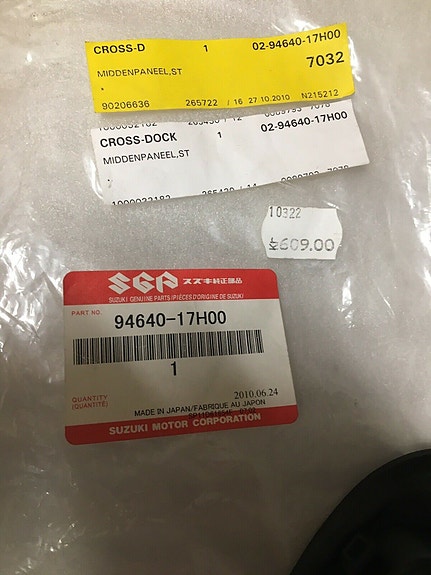 CROSS-D 1 02-94640-17H00
7032
MIDDENPANEEL,ST
90206636 265722 / 16 27.10.2010 N215212
CROSS-DOCK 1 02-94640-17H00
MIDDENPANEEL,ST
10322
609.00
SGP スズキ純正部品
SUZUKI GENUINE PARTS/PIÈCES D'ORIGINE DE SUZUKI
PART NO. 94640-17H00
1
QUANTITY
(QUANTITÉ)
2010.06.24
MADE IN JAPAN/FABRIQUE AU JAPON
SUZUKI MOTOR CORPORATION